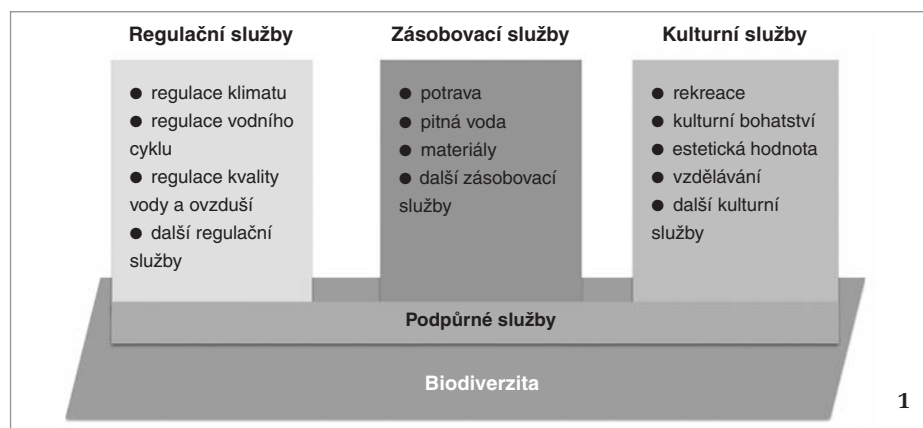 Regulační služby
● regulace klimatu
● regulace vodního
cyklu
● regulace kvality
vody a ovzduší
● další regulační
služby
Zásobovací služby
● potrava
● pitná voda
● materiály
● další zásobovací
služby
Kulturní služby
● rekreace
● kulturní bohatství
● estetická hodnota
● vzdělávání
● další kulturní
služby
Podpůrné služby
Biodiverzita
1